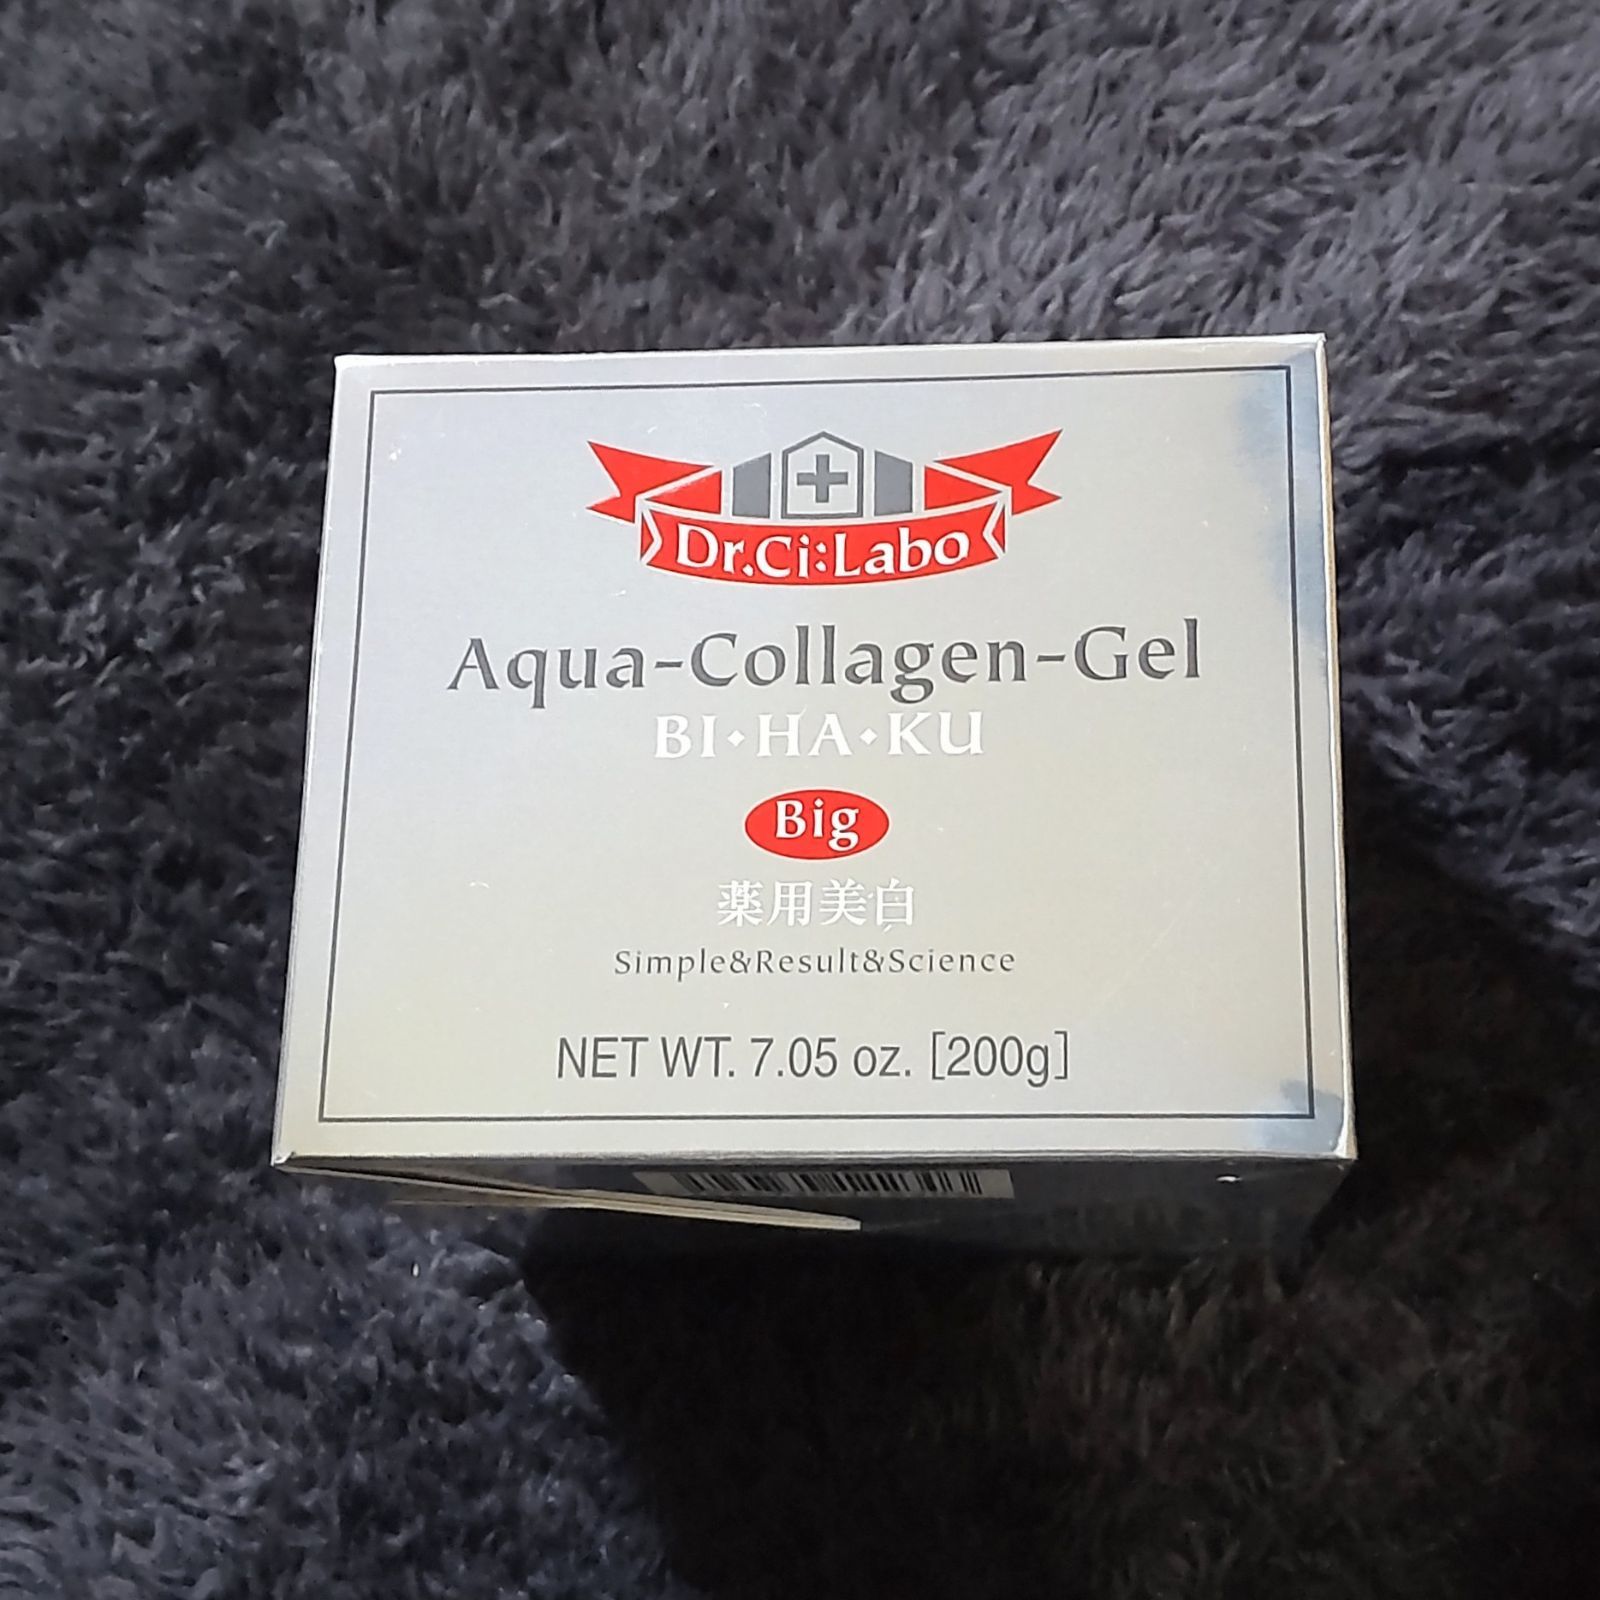 Dr.Ci:Labo
Aqua-Collagen-Gel
BI・HA・KU
Big
薬用美白
Simple&Result&Science
NET WT. 7.05 oz. [200g]